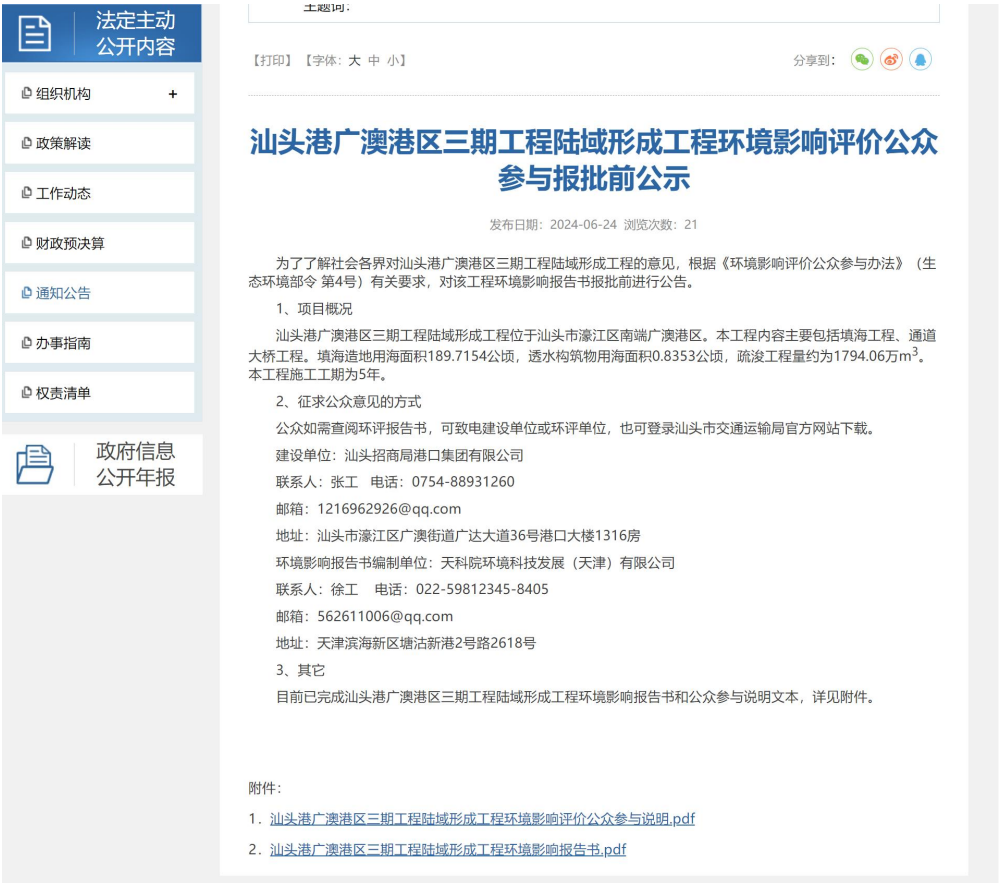 法定主动
公开内容
组织机构 +
政策解读
工作动态
财政预决算
通知公告
办事指南
权责清单
政府信息
公开年报
主题词:
【打印】 【字体: 大 中 小】
分享到:
汕头港广澳港区三期工程陆域形成工程环境影响评价公众
参与报批前公示
发布日期: 2024-06-24 浏览次数: 21
为了了解社会各界对汕头港广澳港区三期工程陆域形成工程的意见，根据《环境影响评价公众参与办法》（生
态环境部令 第4号）有关要求，对该工程环境影响报告书报批前进行公告。
1、项目概况
汕头港广澳港区三期工程陆域形成工程位于汕头市濠江区南端广澳港区。本工程内容主要包括填海工程、通道
大桥工程。填海造地用海面积189.7154公顷，透水构筑物用海面积0.8353公顷，疏浚工程量约为1794.06万m³。
本工程施工工期为5年。
2、征求公众意见的方式
公众如需查阅环评报告书，可致电建设单位或环评单位，也可登录汕头市交通运输局官方网站下载。
建设单位：汕头招商局港口集团有限公司
联系人：张工 电话：0754-88931260
邮箱：1216962926@qq.com
地址：汕头市濠江区广澳街道广达大道36号港口大楼1316房
环境影响报告书编制单位：天科院环境科技发展（天津）有限公司
联系人：徐工 电话：022-59812345-8405
邮箱：562611006@qq.com
地址：天津滨海新区塘沽新港2号路2618号
3、其它
目前已完成汕头港广澳港区三期工程陆域形成工程环境影响报告书和公众参与说明文本，详见附件。
附件：
1. 汕头港广澳港区三期工程陆域形成工程环境影响评价公众参与说明.pdf
2. 汕头港广澳港区三期工程陆域形成工程环境影响报告书.pdf